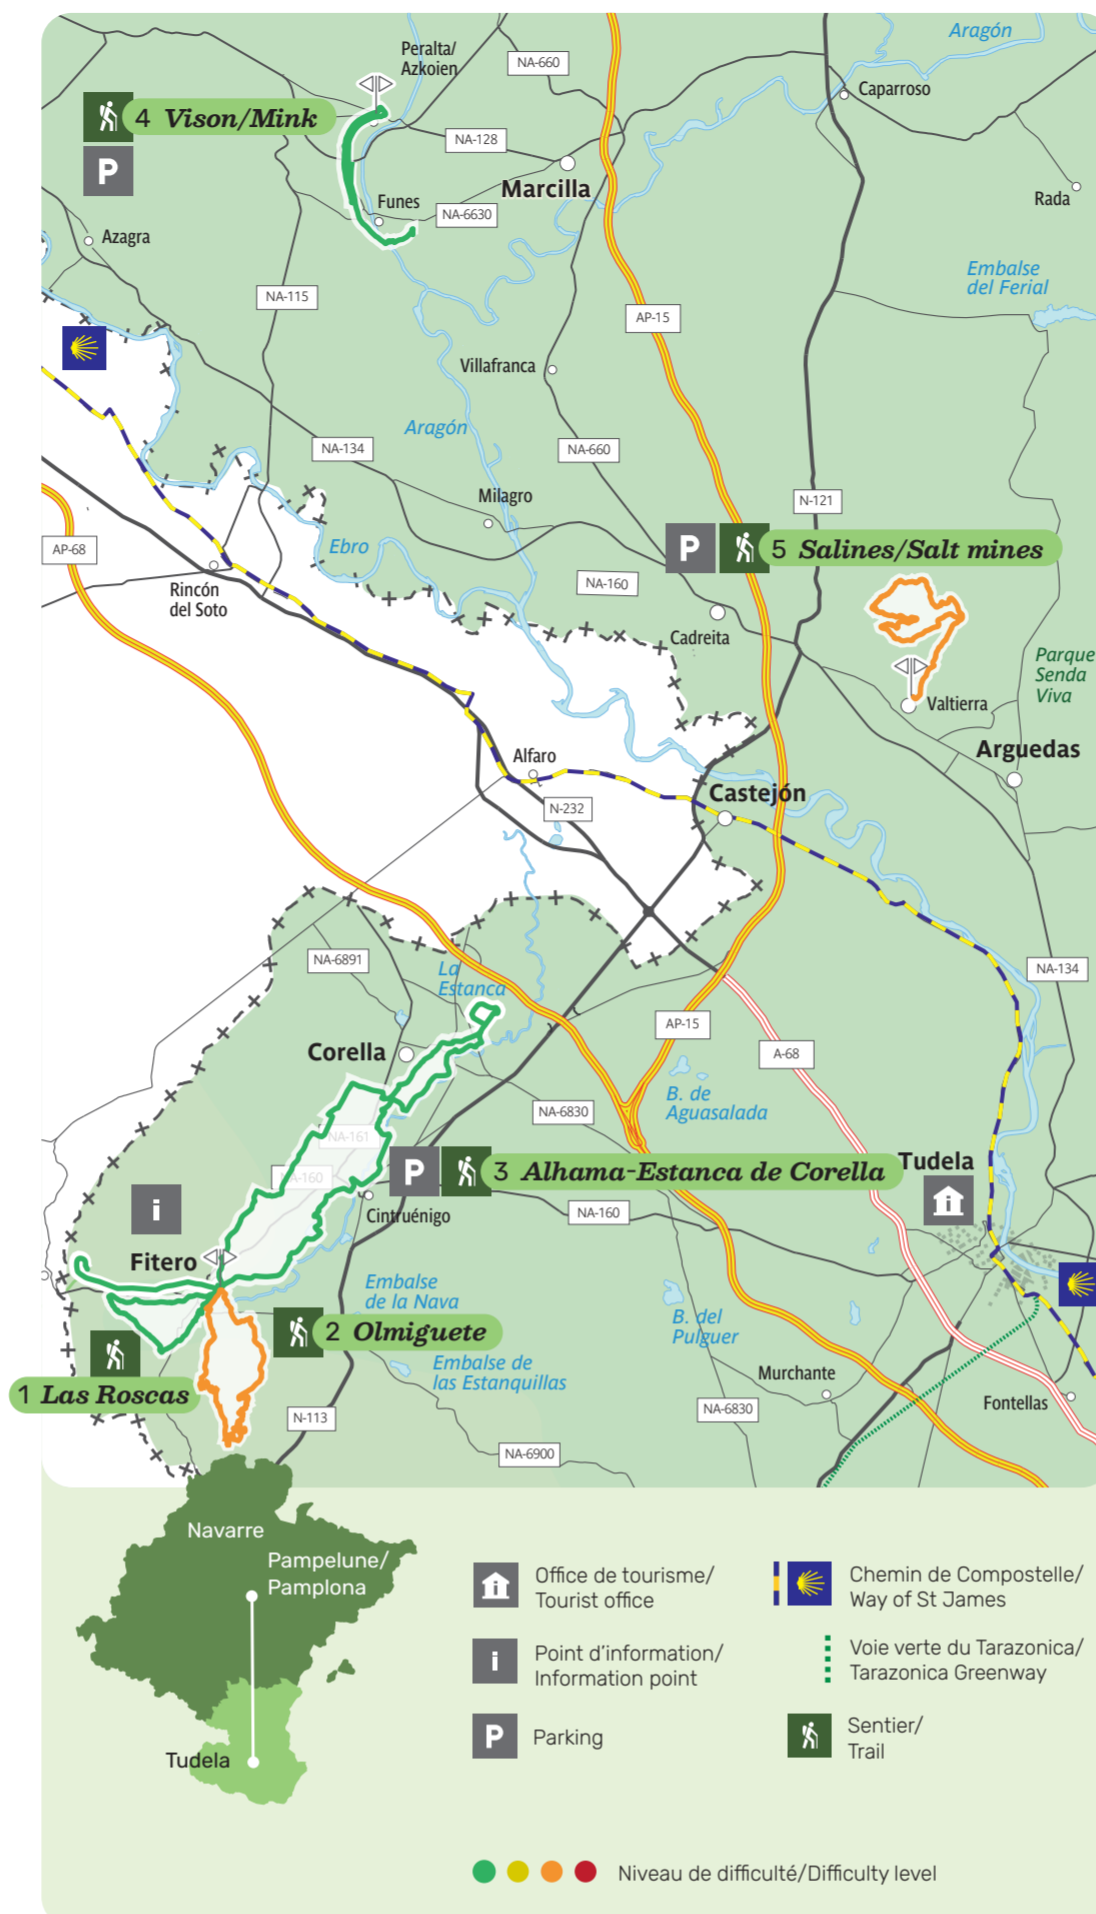 Aragón
Peralta/
Azkoien
NA-660
Caparroso
4 Vison/Mink
P
NA-128
Marcilla
Rada
Funes
NA-6630
Azagra
Embalse
del Ferial
NA-115
AP-15
Villafranca
Aragón
NA-134
NA-660
Milagro
N-121
P
5 Salines/Salt mines
Ebro
AP-68
Rincón
del Soto
NA-160
Cadreita
Parque
Senda
Viva
Valtierra
Arguedas
Alfaro
Castejón
N-232
NA-6891
La
Estanca
NA-134
AP-15
Corella
A-68
B. de
Aguasalada
NA-6830
NA-161
P
3 Alhama-Estanca de Corella
Tudela
NA-160
i
i
Cintruénigo
NA-160
Fitero
Embalse
de la Nava
B. del
Pulguer
2 Olmiguete
Embalse de
las Estanquillas
Murchante
1 Las Roscas
Fontellas
N-113
NA-6830
NA-6900
Navarre
Pampelune/
Pamplona
Tudela
i
Office de tourisme/
Tourist office
Chemin de Compostelle/
Way of St James
i
Point d'information/
Information point
Voie verte du Tarazonica/
Tarazonica Greenway
P
Parking
Sentier/
Trail
Niveau de difficulté/Difficulty level